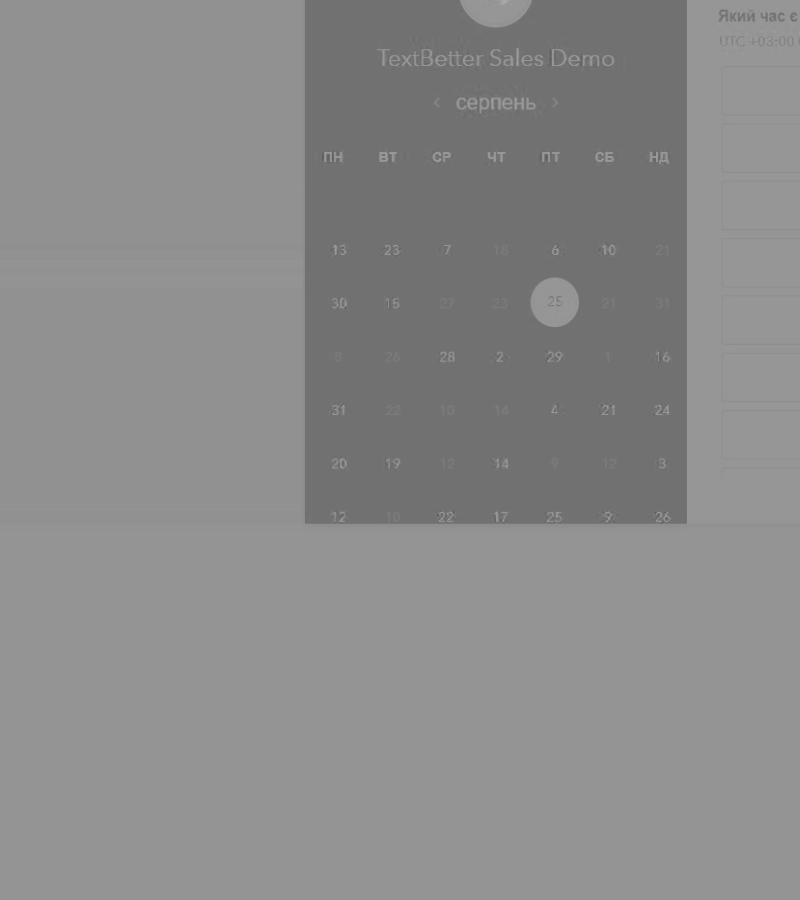 TextBetter Sales Demo
‹ серпень ›
ПН ВТ СР ЧТ ПТ СБ НД
13 23 7 18 6 10 21
30 15 27 23 25 21 31
8 26 28 2 29 1 16
31 22 10 14 4 21 24
20 19 12 14 9 12 3
12 10 22 17 25 9 26
Який час є
UTC +03:00